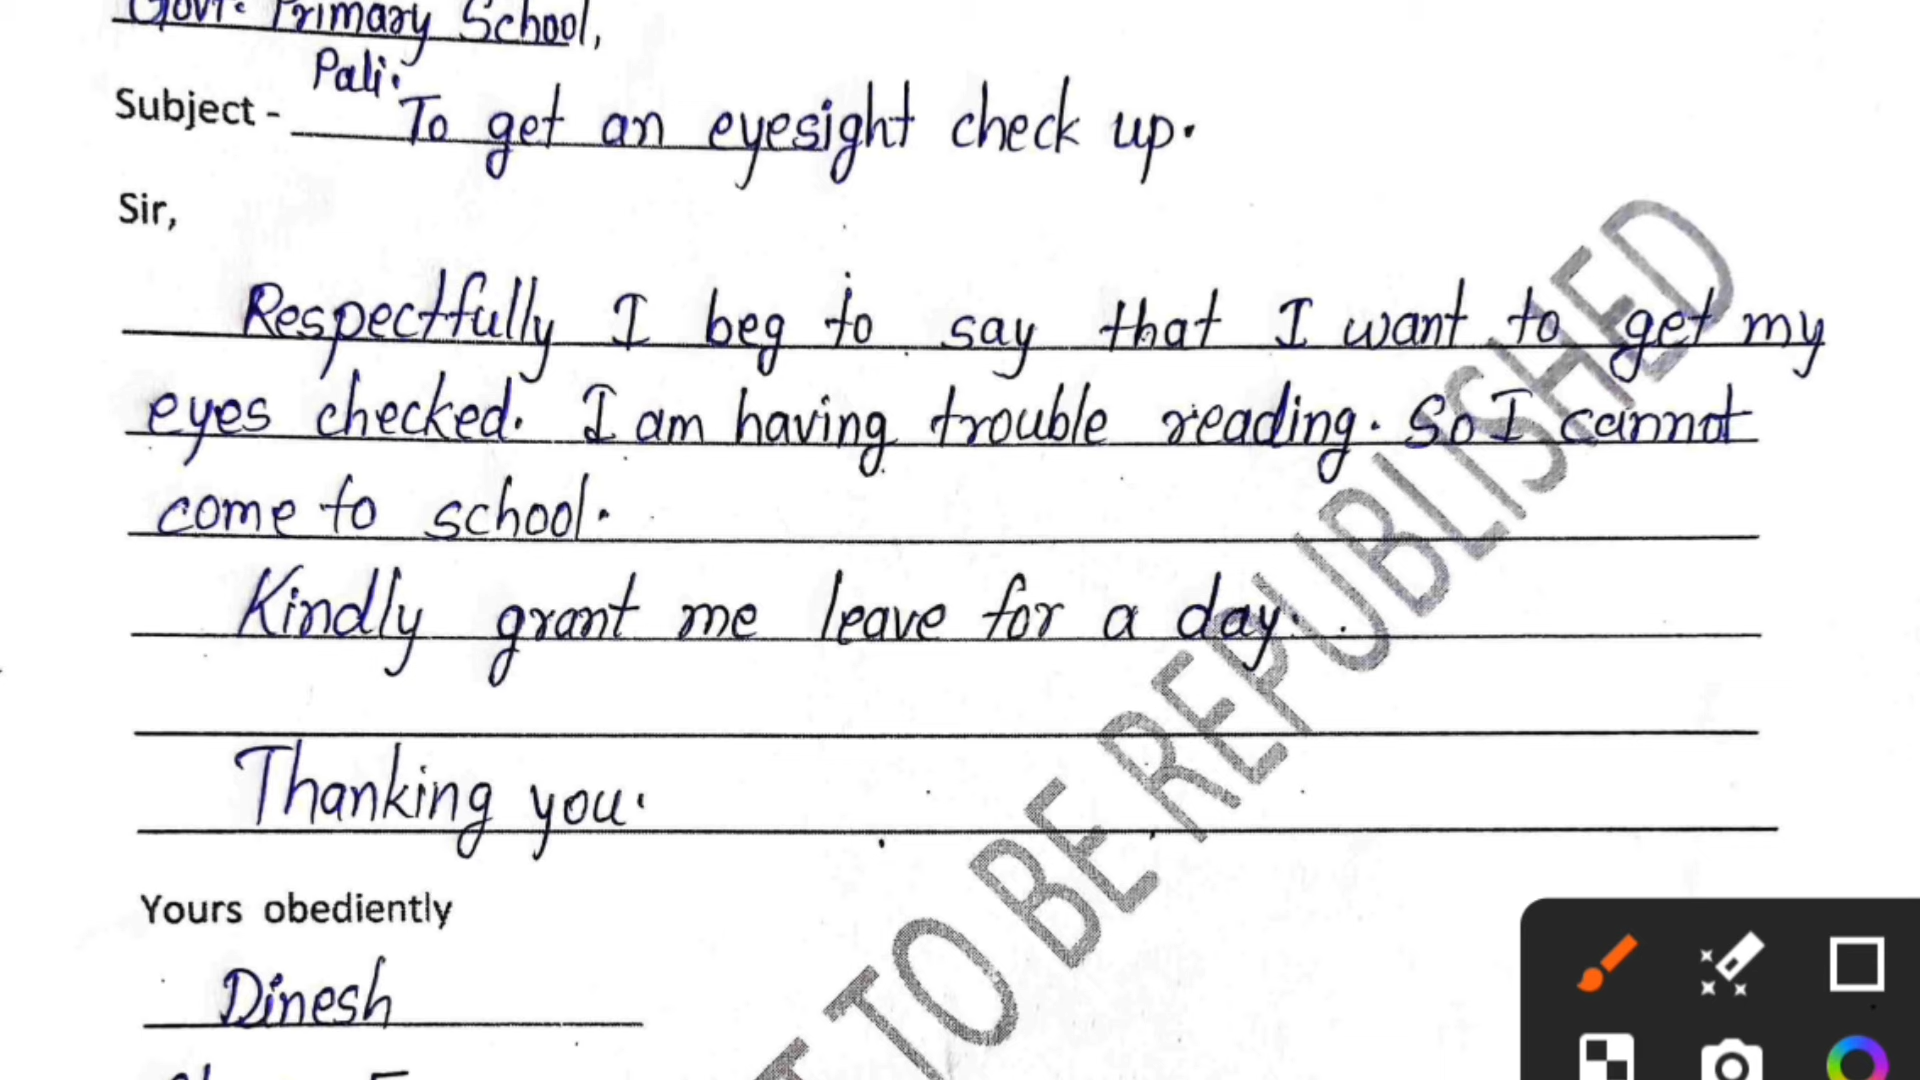 Govt. Primary School,
Pali.
Subject - To get an eyesight check up.
Sir,
Respectfully I beg to say that I want to get my
eyes checked. I am having trouble reading. So I cannot
come to school.
Kindly grant me leave for a day.
Thanking you.
Yours obediently
Dinesh
TO BE REPUBLISHED